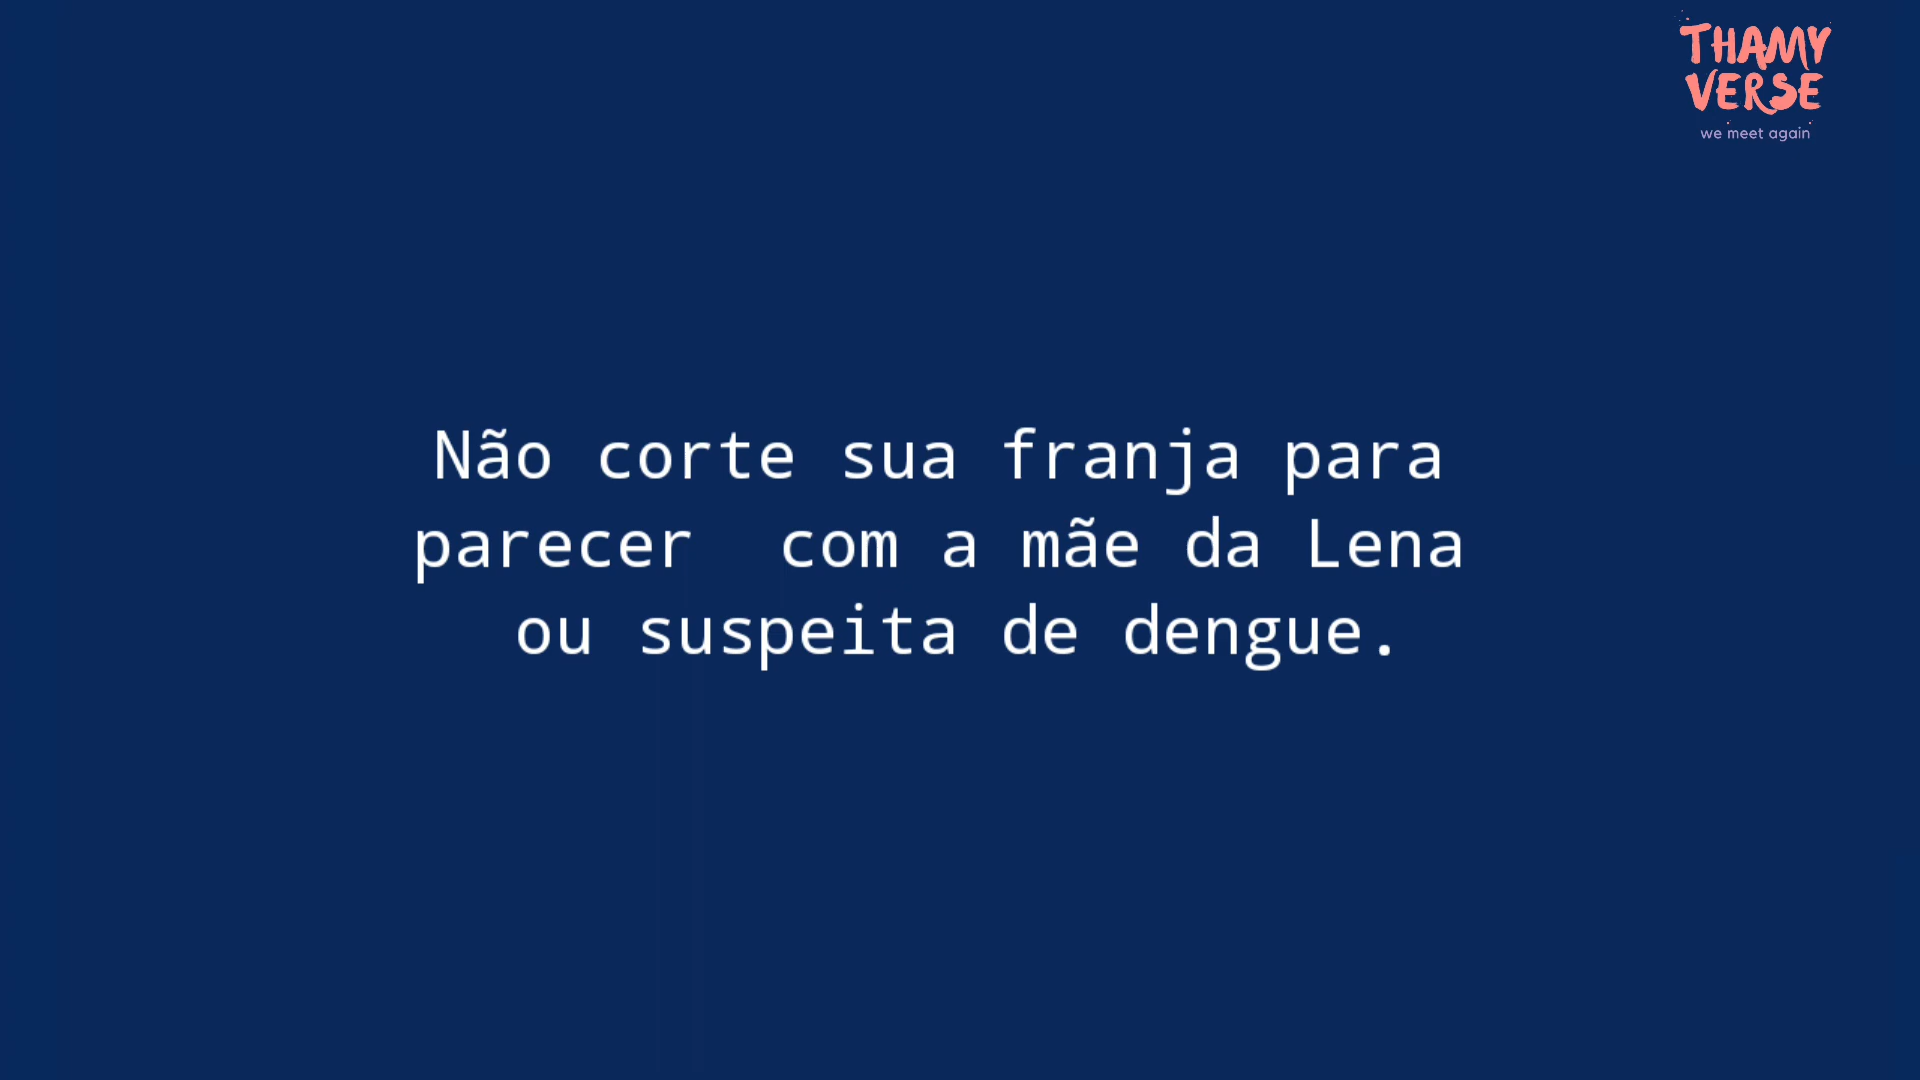 THAMY
VERSE
we meet again
Não corte sua franja para
parecer  com a mãe da Lena
ou suspeita de dengue.